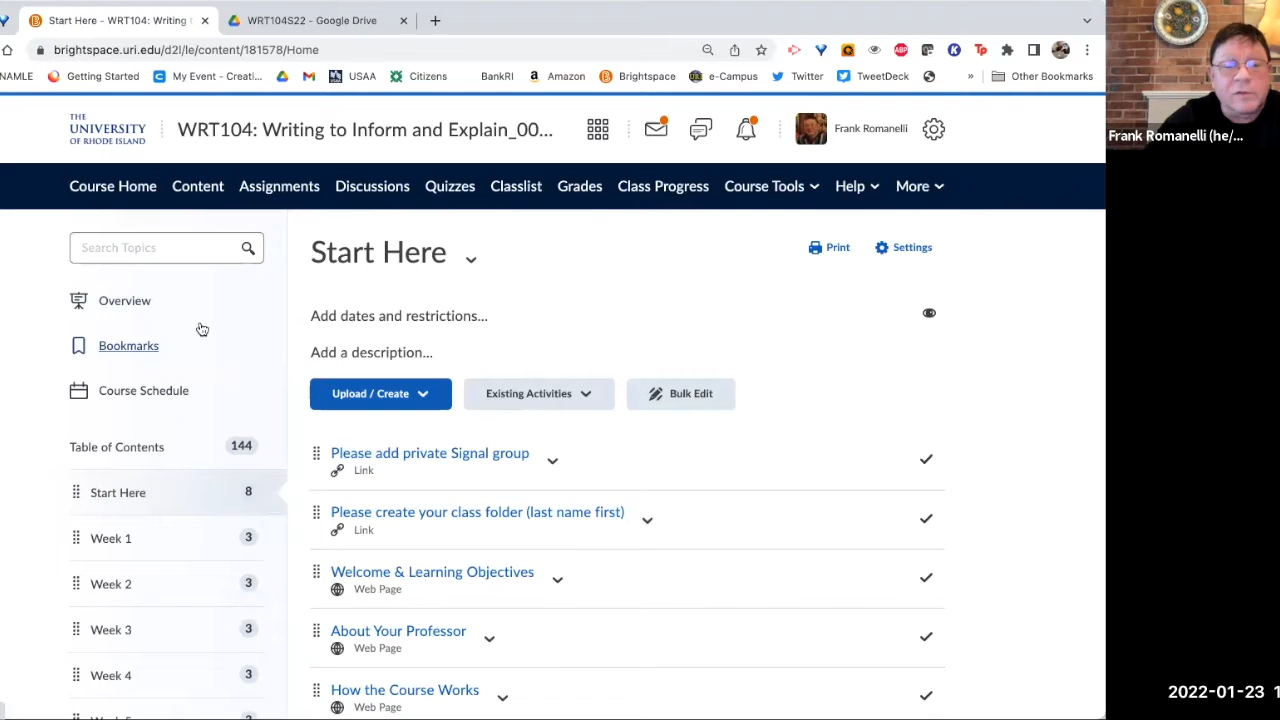 Start Here - WRT104: Writing
WRT104S22 - Google Drive
brightspace.uri.edu/d2l/le/content/181578/Home
NAMLE Getting Started My Event - Creati... USAA Citizens BankRI Amazon Brightspace e-Campus Twitter TweetDeck » Other Bookmarks
THE
UNIVERSITY
OF RHODE ISLAND
WRT104: Writing to Inform and Explain_00...
Frank Romanelli
Frank Romanelli (he/...
Course Home Content Assignments Discussions Quizzes Classlist Grades Class Progress Course Tools Help More
Search Topics
Overview
Bookmarks
Course Schedule
Table of Contents 144
Start Here 8
Week 1 3
Week 2 3
Week 3 3
Week 4 3
Start Here
Print
Settings
Add dates and restrictions...
Add a description...
Upload / Create
Existing Activities
Bulk Edit
Please add private Signal group
Link
Please create your class folder (last name first)
Link
Welcome & Learning Objectives
Web Page
About Your Professor
Web Page
How the Course Works
Web Page
2022-01-23 1